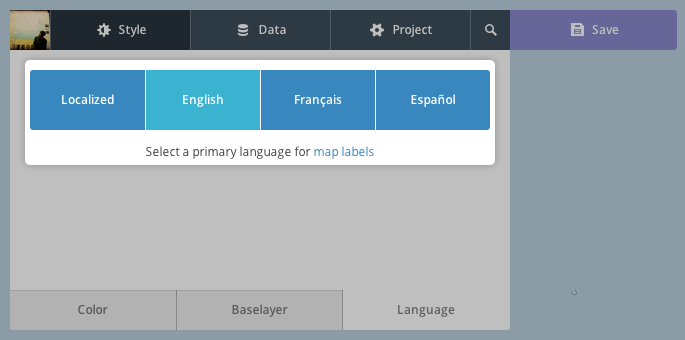 Style
Data
Project
Save
Localized
English
Français
Español
Select a primary language for map labels
Color
Baselayer
Language